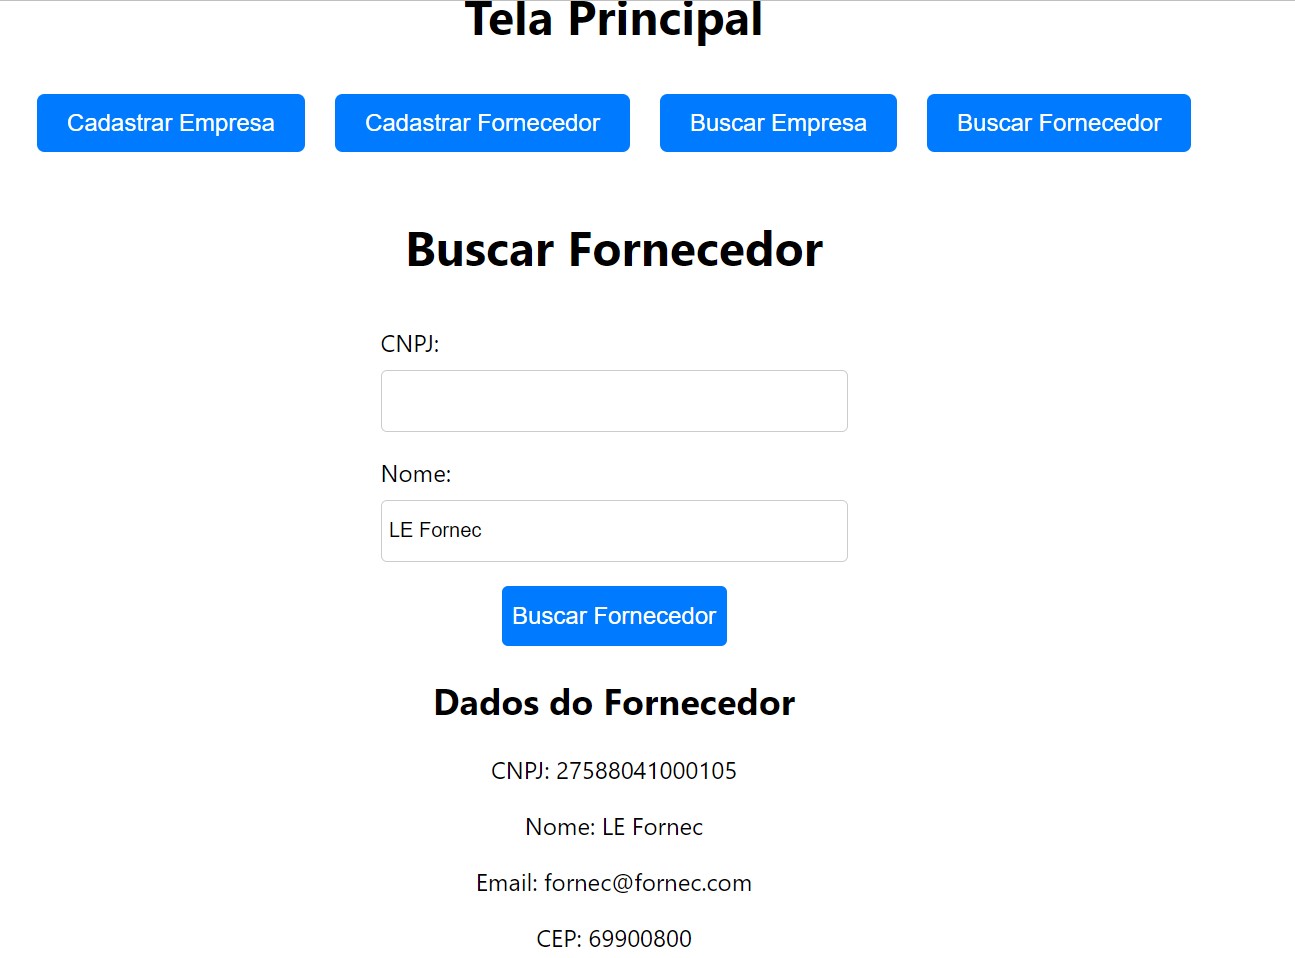 Tela Principal
Cadastrar Empresa Cadastrar Fornecedor Buscar Empresa Buscar Fornecedor
Buscar Fornecedor
CNPJ:
Nome:
LE Fornec
Buscar Fornecedor
Dados do Fornecedor
CNPJ: 27588041000105
Nome: LE Fornec
Email: fornec@fornec.com
CEP: 69900800